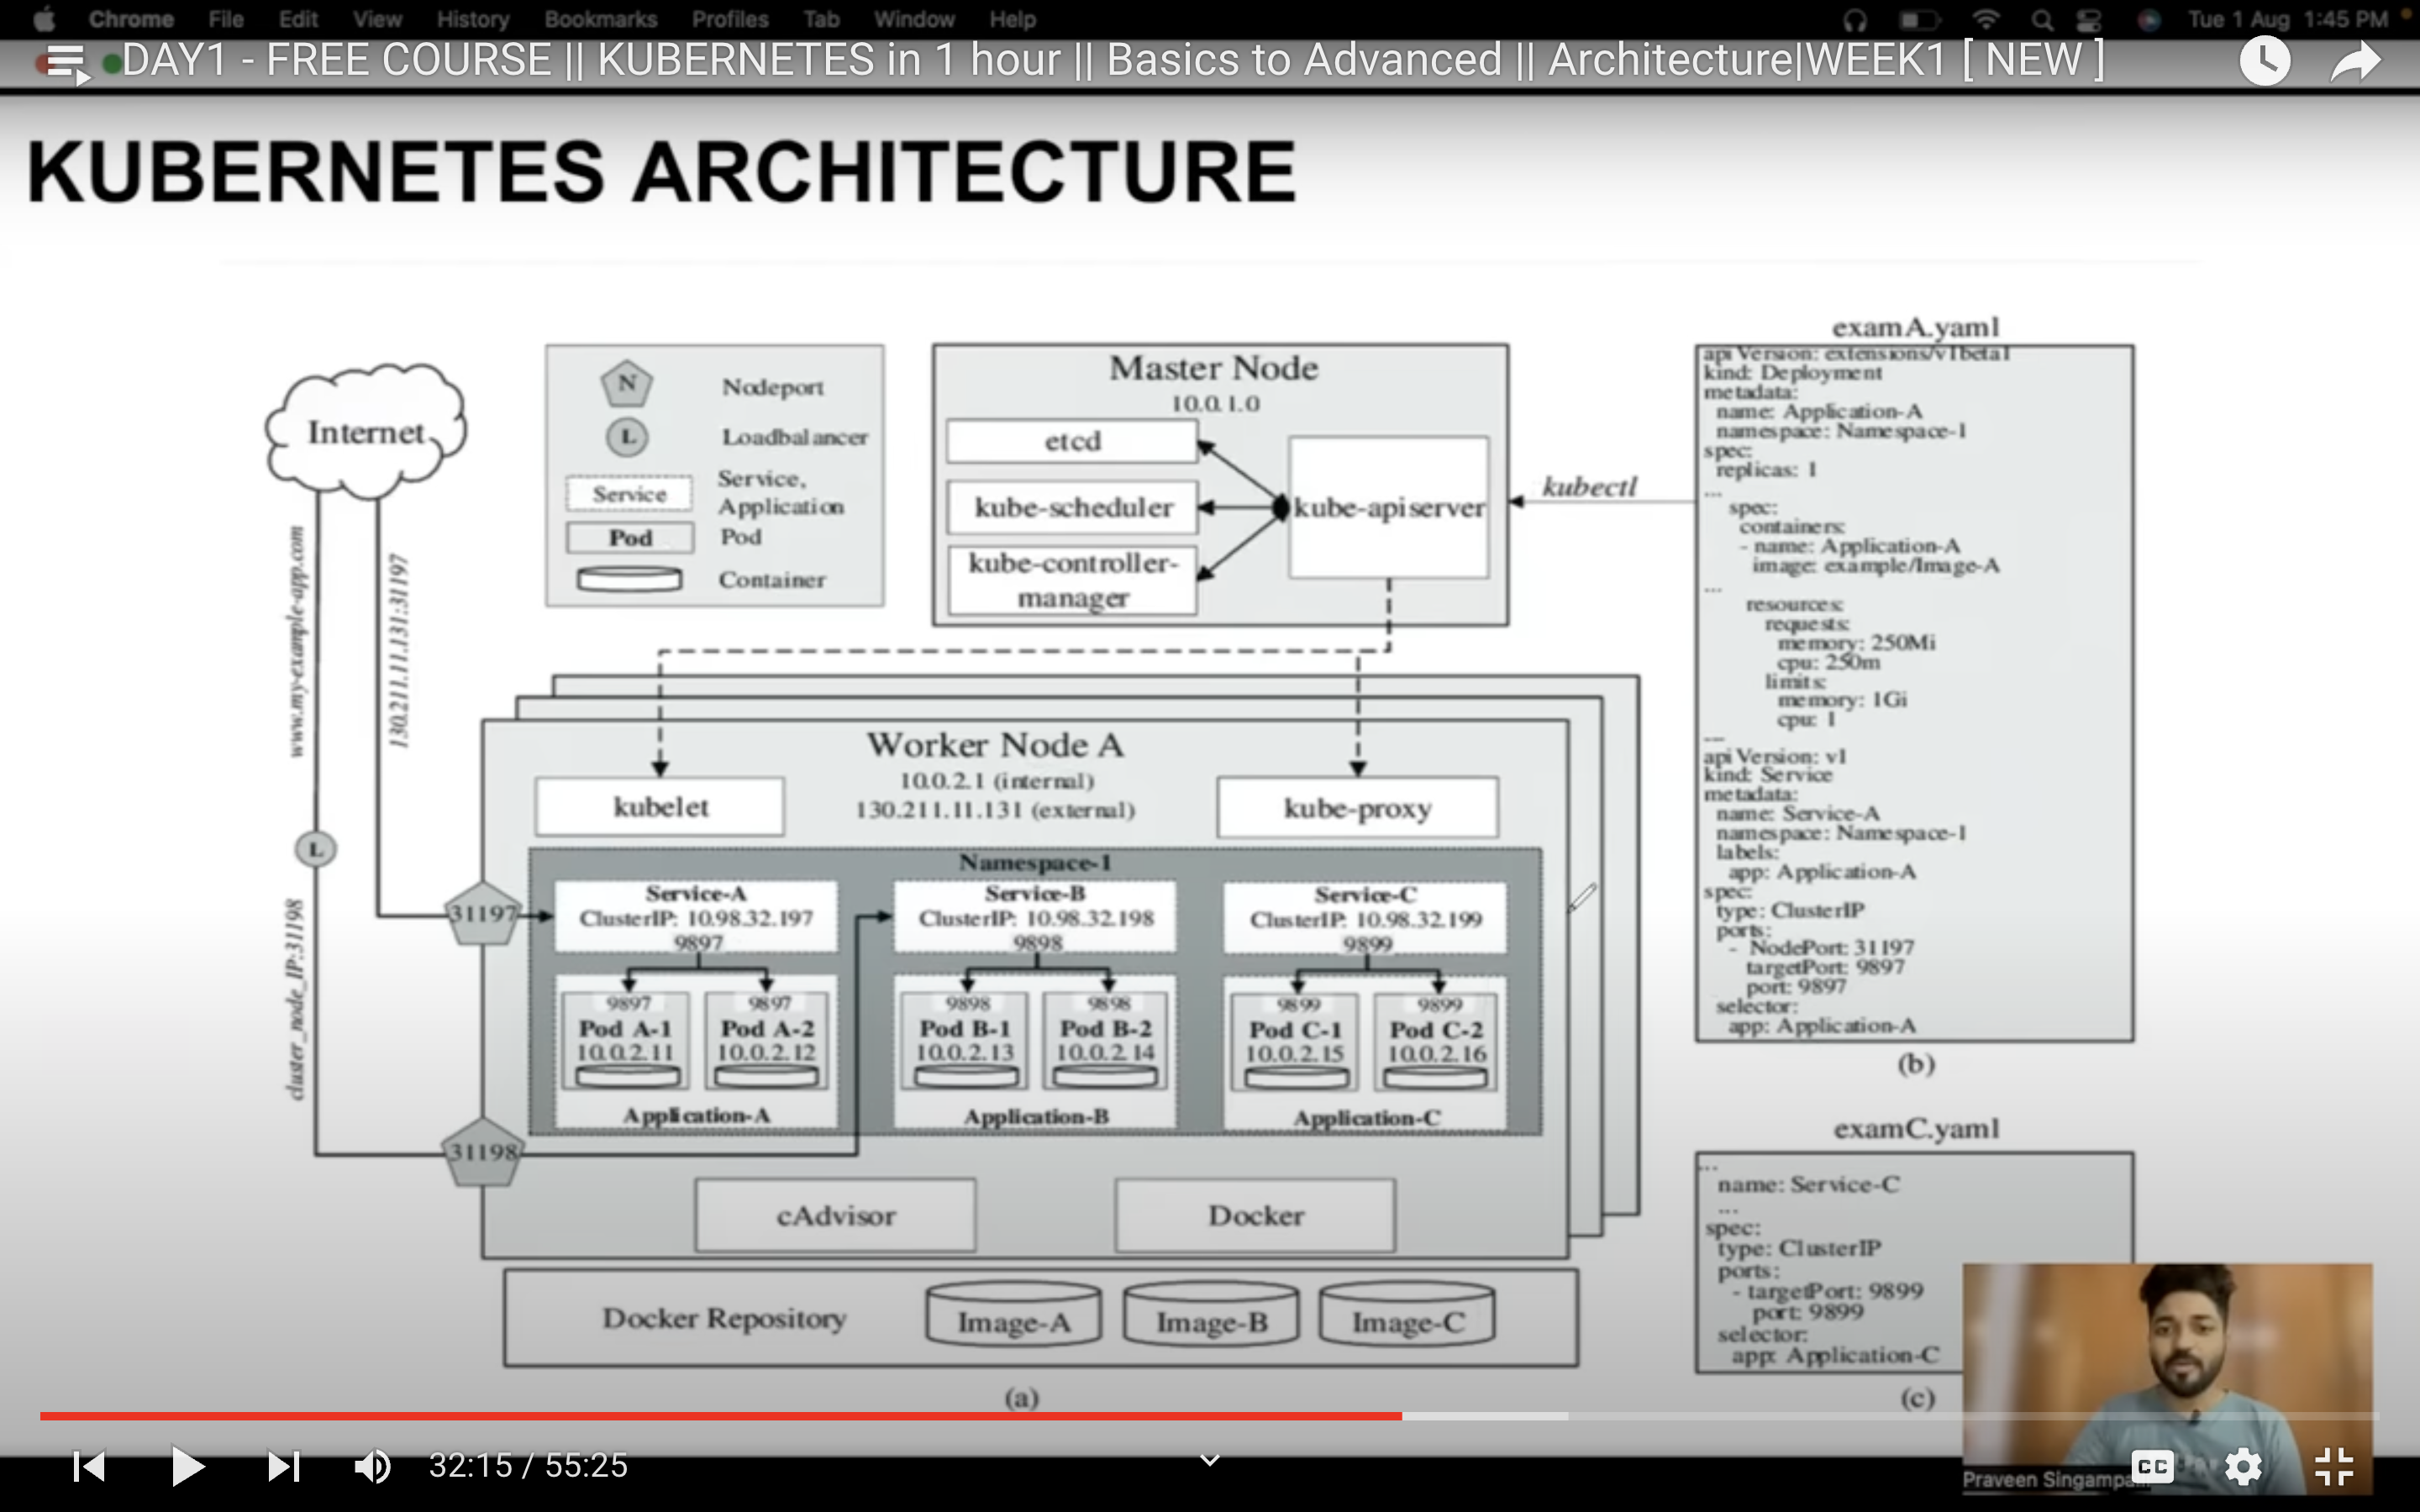 Chrome File Edit View History Bookmarks Profiles Tab Window Help
Tue 1 Aug 1:45 PM
DAY1 - FREE COURSE || KUBERNETES in 1 hour || Basics to Advanced || Architecture|WEEK1 [ NEW ]
KUBERNETES ARCHITECTURE
Internet
www.my-example-app.com
130.211.11.131:31197
L
cluster_node_IP:31198
N Nodeport
L Loadbalancer
Service Service,
Application
Pod Pod
Container
Master Node
10.0.1.0
etcd
kube-scheduler
kube-controller-
manager
kube-apiserver
kubectl
Worker Node A
10.0.2.1 (internal)
130.211.11.131 (external)
kubelet
kube-proxy
31197
31198
Namespace-1
Service-A
ClusterIP: 10.98.32.197
9897
9897
Pod A-1
10.0.2.11
9897
Pod A-2
10.0.2.12
Application-A
Service-B
ClusterIP: 10.98.32.198
9898
9898
Pod B-1
10.0.2.13
9898
Pod B-2
10.0.2.14
Application-B
Service-C
ClusterIP: 10.98.32.199
9899
9899
Pod C-1
10.0.2.15
9899
Pod C-2
10.0.2.16
Application-C
cAdvisor
Docker
Docker Repository
Image-A
Image-B
Image-C
(a)
examA.yaml
apiVersion: extensions/v1beta1
kind: Deployment
metadata:
name: Application-A
namespace: Namespace-1
spec:
replicas: 1
...
spec:
containers:
- name: Application-A
image: example/Image-A
...
resources:
requests:
memory: 250Mi
cpu: 250m
limits:
memory: 1Gi
cpu: 1
---
apiVersion: v1
kind: Service
metadata:
name: Service-A
namespace: Namespace-1
labels:
app: Application-A
spec:
type: ClusterIP
ports:
- NodePort: 31197
targetPort: 9897
port: 9897
selector:
app: Application-A
(b)
examC.yaml
...
name: Service-C
...
spec:
type: ClusterIP
ports:
- targetPort: 9899
port: 9899
selector:
app: Application-C
(c)
32:15 / 55:25
Praveen
CC